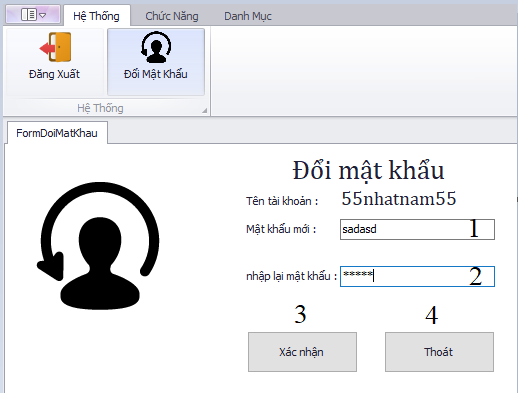 Hệ Thống Chức Năng Danh Mục
Đăng Xuất Đổi Mật Khẩu
Hệ Thống
FormDoiMatKhau
Đổi mật khẩu
Tên tài khoản : 55nhatnam55
Mật khẩu mới : sadasd 1
nhập lại mật khẩu : ***** 2
3 4
Xác nhận Thoát